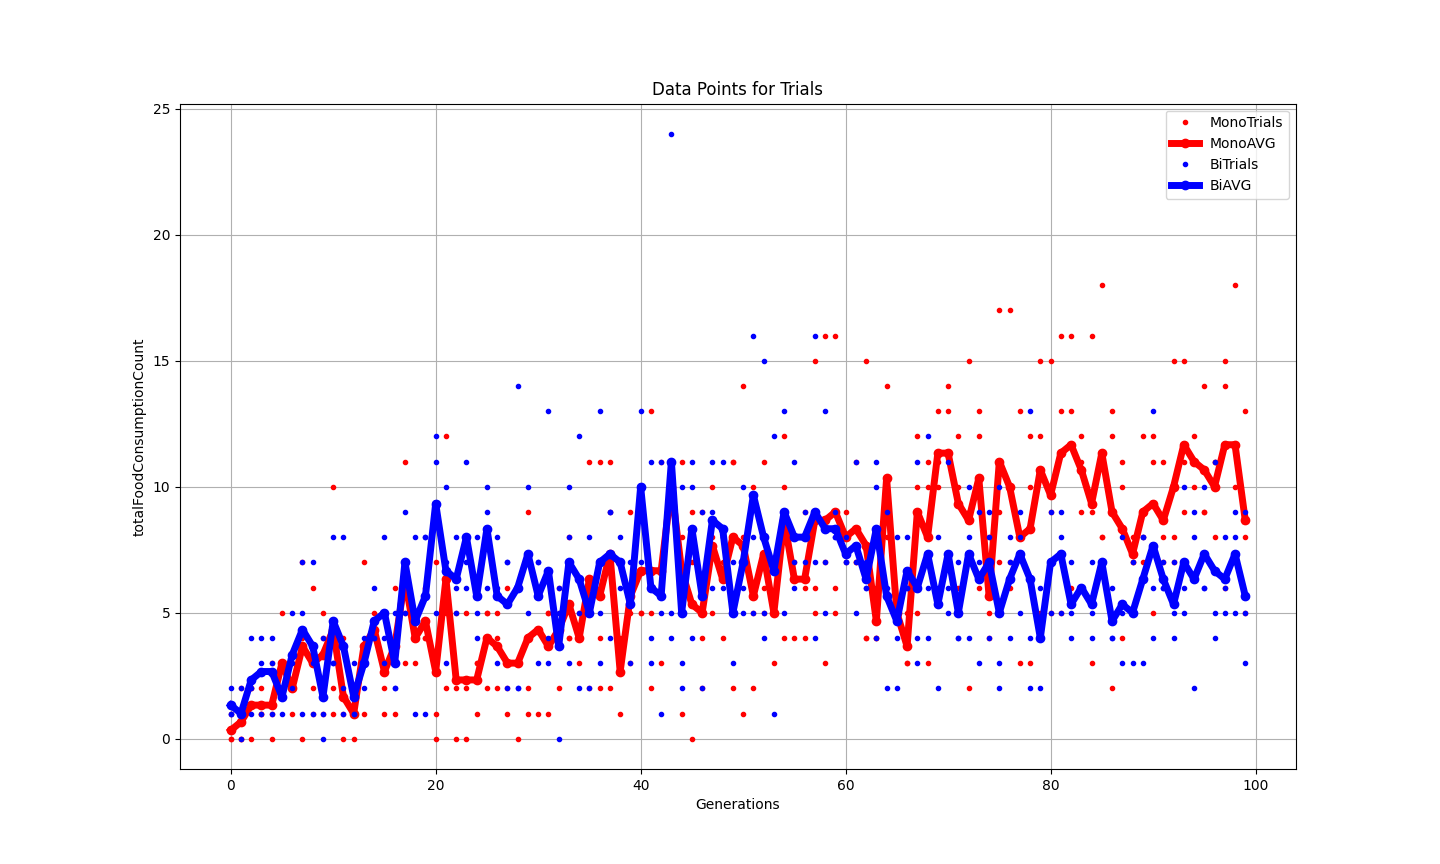 Data Points for Trials
MonoTrials
MonoAVG
BiTrials
BiAVG
25
20
15
10
5
0
totalFoodConsumptionCount
0 20 40 60 80 100
Generations